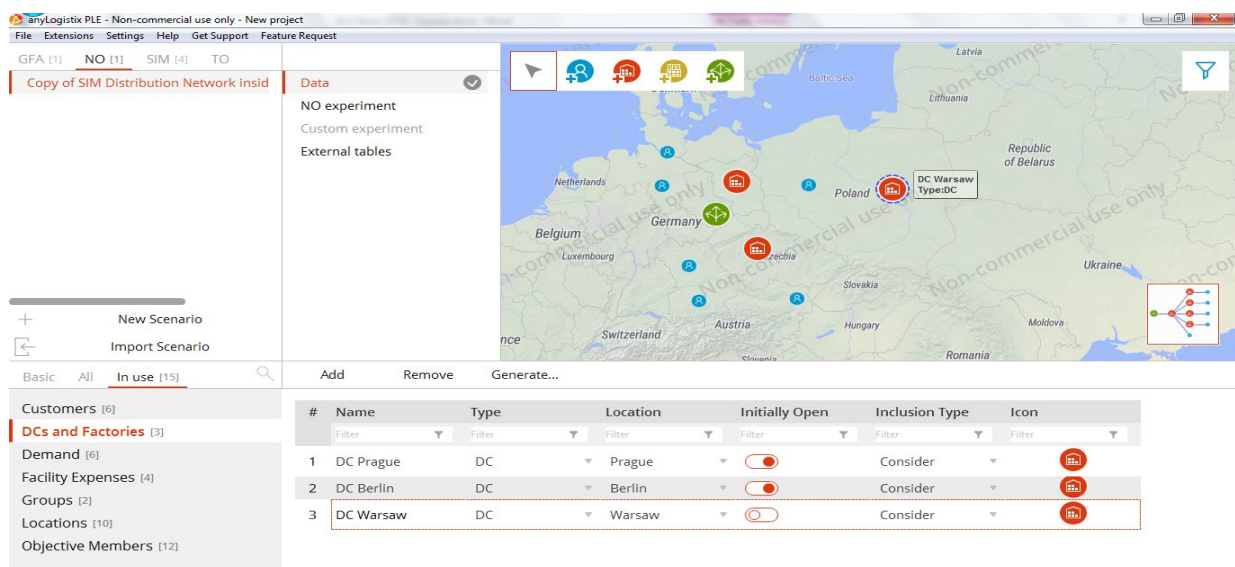 anyLogistix PLE - Non-commercial use only - New project
File Extensions Settings Help Get Support Feature Request
GFA [1] NO [1] SIM [4] TO
Copy of SIM Distribution Network insid
Data
NO experiment
Custom experiment
External tables
New Scenario
Import Scenario
Latvia
Baltic Sea
Lithuania
Republic
of Belarus
Netherlands
DC Warsaw
Type:DC
Poland
Germany
Belgium
Luxembourg
Ukraine
Slovakia
Austria
Switzerland
Hungary
Moldova
nce
Romania
Slovenia
Non-commercial use only
Basic All In use [15]
Add Remove Generate...
Customers [6]
DCs and Factories [3]
Demand [6]
Facility Expenses [4]
Groups [2]
Locations [10]
Objective Members [12]
# Name Type Location Initially Open Inclusion Type Icon
Filter Filter Filter Filter Filter Filter
1 DC Prague DC Prague Consider
2 DC Berlin DC Berlin Consider
3 DC Warsaw DC Warsaw Consider